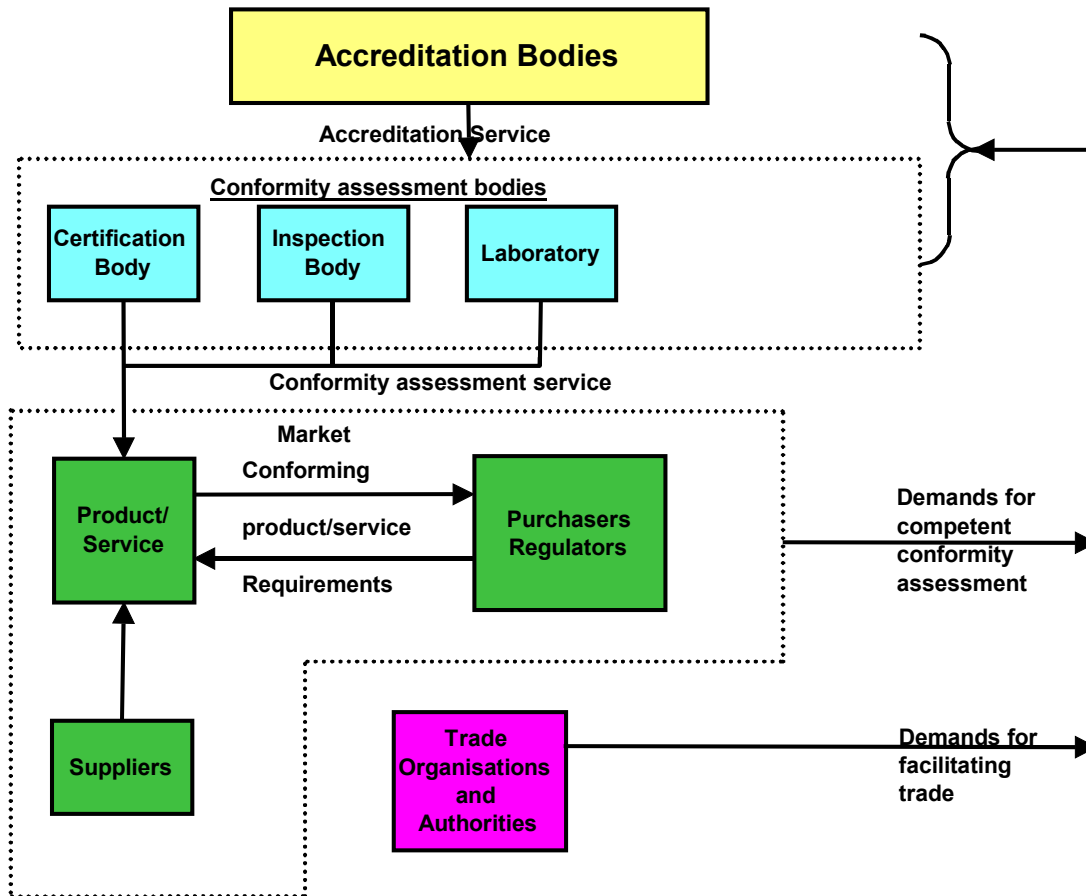 Accreditation Bodies
Accreditation Service
Conformity assessment bodies
Certification
Body
Inspection
Body
Laboratory
Conformity assessment service
Market
Conforming
product/service
Requirements
Product/
Service
Purchasers
Regulators
Demands for
competent
conformity
assessment
Suppliers
Trade
Organisations
and
Authorities
Demands for
facilitating
trade